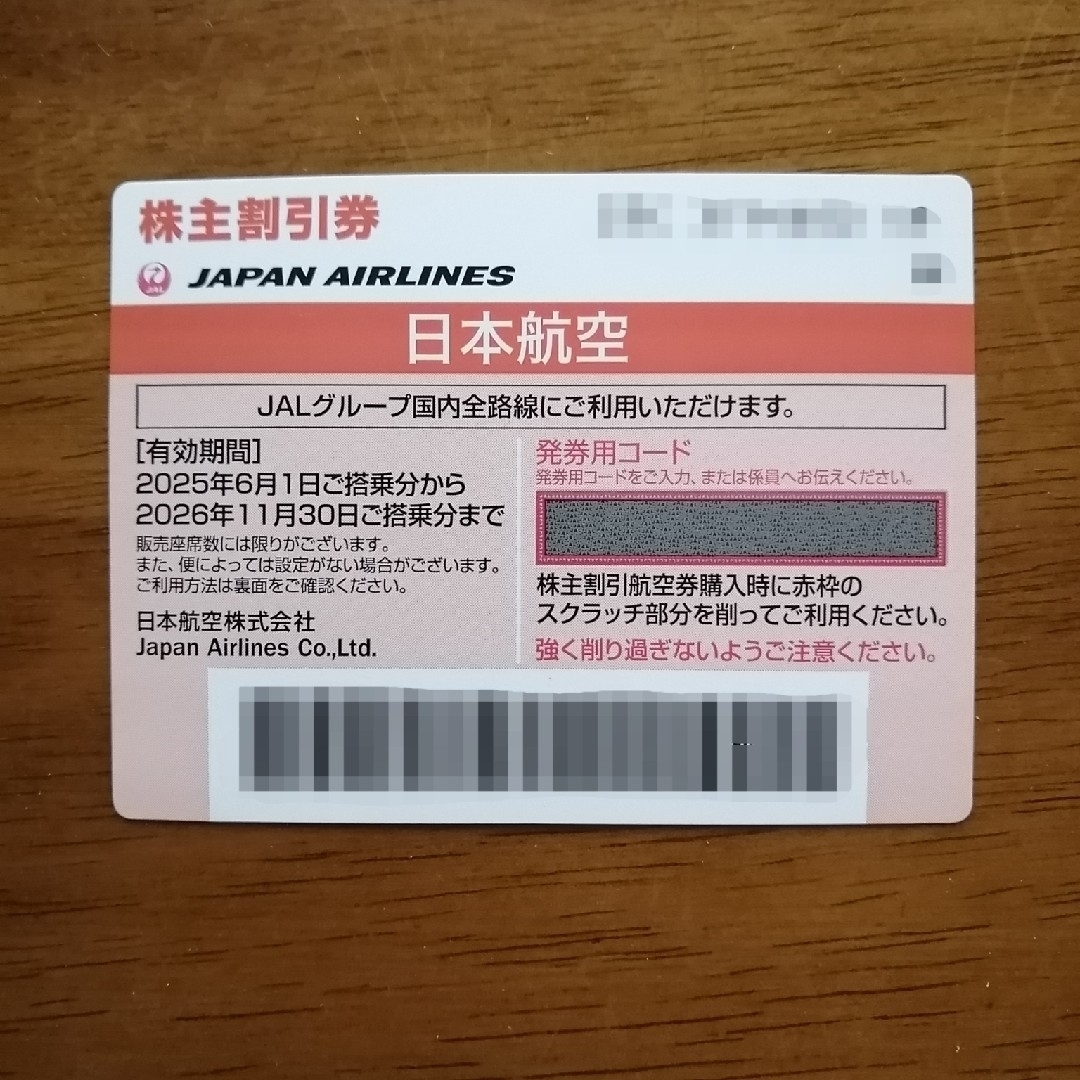 株主割引券
JAL
JAPAN AIRLINES
日本航空
JALグループ国内全路線にご利用いただけます。
[有効期間]
2025年6月1日ご搭乗分から
2026年11月30日ご搭乗分まで
販売座席数には限りがございます。
また、便によっては設定がない場合がございます。
ご利用方法は裏面をご確認ください。
日本航空株式会社
Japan Airlines Co.,Ltd.
発券用コード
発券用コードをご入力、または係員へお伝えください。
株主割引航空券購入時に赤枠の
スクラッチ部分を削ってご利用ください。
強く削り過ぎないようご注意ください。